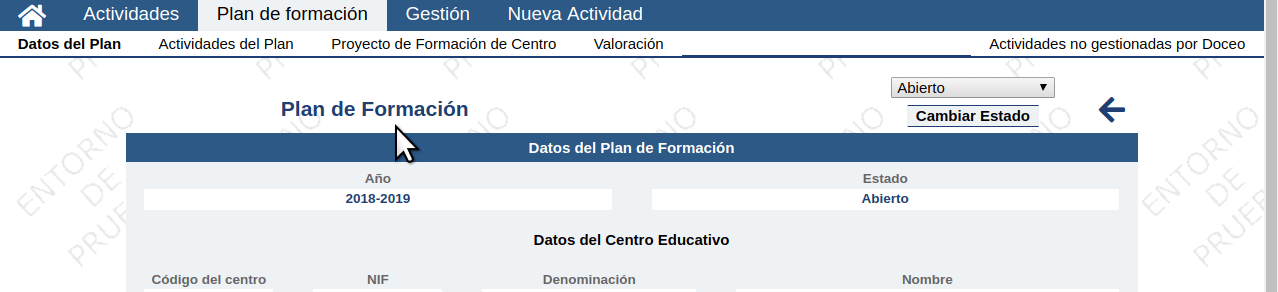 Actividades Plan de formación Gestión Nueva Actividad
Datos del Plan Actividades del Plan Proyecto de Formación de Centro Valoración Actividades no gestionadas por Doceo
Abierto
Plan de Formación
Cambiar Estado
Datos del Plan de Formación
Año Estado
2018-2019 Abierto
Datos del Centro Educativo
Código del centro NIF Denominación Nombre
ENTORNO
DE
ENTORNO
DE